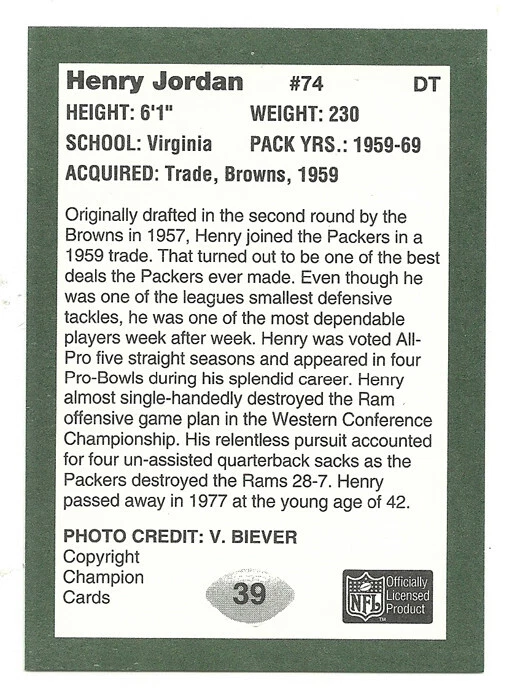 Henry Jordan #74 DT
HEIGHT: 6'1" WEIGHT: 230
SCHOOL: Virginia PACK YRS.: 1959-69
ACQUIRED: Trade, Browns, 1959
Originally drafted in the second round by the
Browns in 1957, Henry joined the Packers in a
1959 trade. That turned out to be one of the best
deals the Packers ever made. Even though he
was one of the leagues smallest defensive
tackles, he was one of the most dependable
players week after week. Henry was voted All-
Pro five straight seasons and appeared in four
Pro-Bowls during his splendid career. Henry
almost single-handedly destroyed the Ram
offensive game plan in the Western Conference
Championship. His relentless pursuit accounted
for four un-assisted quarterback sacks as the
Packers destroyed the Rams 28-7. Henry
passed away in 1977 at the young age of 42.
PHOTO CREDIT: V. BIEVER
Copyright
Champion
Cards
39
NFL
TM
Officially
Licensed
Product